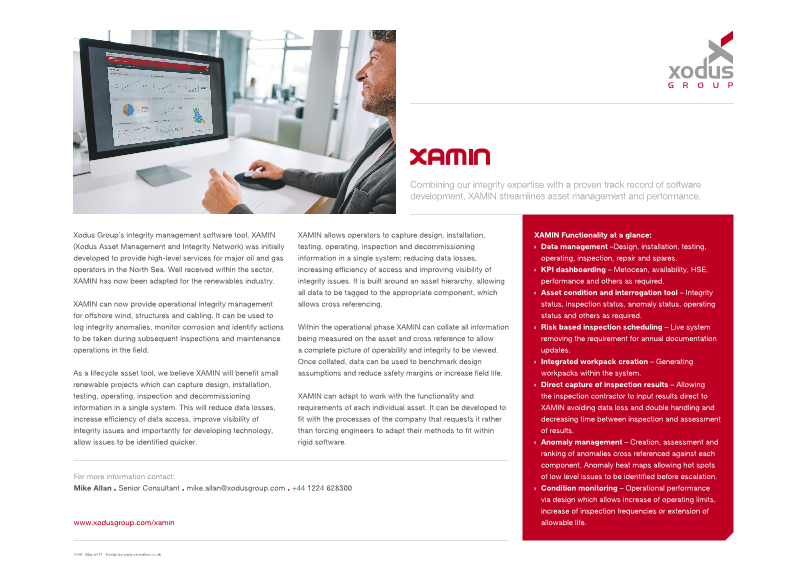 xodus
GROUP
XAMIN
Combining our integrity expertise with a proven track record of software
development, XAMIN streamlines asset management and performance.
Xodus Group's integrity management software tool, XAMIN
(Xodus Asset Management and Integrity Network) was initially
developed to provide high-level services for major oil and gas
operators in the North Sea. Well received within the sector,
XAMIN has now been adapted for the renewables industry.
XAMIN can now provide operational integrity management
for offshore wind, structures and cabling. It can be used to
log integrity anomalies, monitor corrosion and identify actions
to be taken during subsequent inspections and maintenance
operations in the field.
As a lifecycle asset tool, we believe XAMIN will benefit small
renewable projects which can capture design, installation,
testing, operating, inspection and decommissioning
information in a single system. This will reduce data losses,
increase efficiency of data access, improve visibility of
integrity issues and importantly for developing technology,
allow issues to be identified quicker.
XAMIN allows operators to capture design, installation,
testing, operating, inspection and decommissioning
information in a single system; reducing data losses,
increasing efficiency of access and improving visibility of
integrity issues. It is built around an asset hierarchy, allowing
all data to be tagged to the appropriate component, which
allows cross referencing.
Within the operational phase XAMIN can collate all information
being measured on the asset and cross reference to allow
a complete picture of operability and integrity to be viewed.
Once collated, data can be used to benchmark design
assumptions and reduce safety margins or increase field life.
XAMIN can adapt to work with the functionality and
requirements of each individual asset. It can be developed to
fit with the processes of the company that requests it rather
than forcing engineers to adapt their methods to fit within
rigid software.
XAMIN Functionality at a glance:
› Data management –Design, installation, testing,
operating, inspection, repair and spares.
› KPI dashboarding – Metocean, availability, HSE,
performance and others as required.
› Asset condition and interrogation tool – Integrity
status, inspection status, anomaly status, operating
status and others as required.
› Risk based inspection scheduling – Live system
removing the requirement for annual documentation
updates.
› Integrated workpack creation – Generating
workpacks within the system.
› Direct capture of inspection results – Allowing
the inspection contractor to input results direct to
XAMIN avoiding data loss and double handling and
decreasing time between inspection and assessment
of results.
› Anomaly management – Creation, assessment and
ranking of anomalies cross referenced against each
component. Anomaly heat maps allowing hot spots
of low level issues to be identified before escalation.
› Condition monitoring – Operational performance
via design which allows increase of operating limits,
increase of inspection frequencies or extension of
allowable life.
For more information contact:
Mike Allan • Senior Consultant • mike.allan@xodusgroup.com • +44 1224 628300
www.xodusgroup.com/xamin